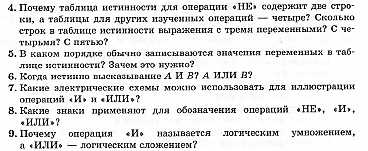 4. Почему таблица истинности для операции «НЕ» содержит две стро-
ки, а таблицы для других изученных операций — четыре? Сколько
строк в таблице истинности выражения с тремя переменными? С че-
тырьмя? С пятью?
5. В каком порядке обычно записываются значения переменных в таб-
лице истинности? Зачем это нужно?
6. Когда истинно высказывание А И В? А ИЛИ В?
7. Какие электрические схемы можно использовать для иллюстрации
операций «И» и «ИЛИ»?
8. Какие знаки применяют для обозначения операций «НЕ», «И»,
«ИЛИ»?
9. Почему операция «И» называется логическим умножением,
а «ИЛИ» — логическим сложением?